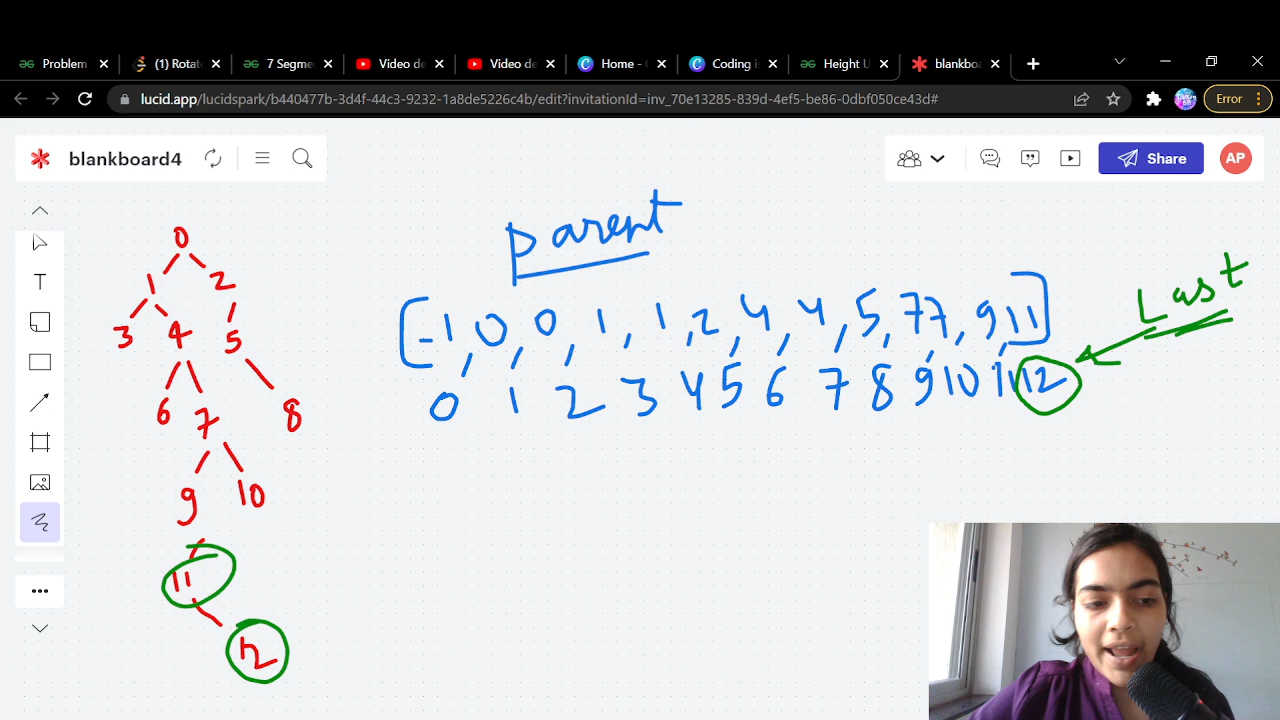 Problem
(1) Rotat
7 Segme
Video de
Video de
Home -
Coding is
Height U
blankboa
lucid.app/lucidspark/b440477b-3d4f-44c3-9232-1a8de5226c4b/edit?invitationId=inv_70e13285-839d-4ef5-be86-0dbf050ce43d#
Error
blankboard4
Share
AP
T
parent
[-1, 0, 0, 1, 1, 2, 4, 4, 5, 7 7, 9, 11]
0 1 2 3 4 5 6 7 8 9 10 11 12
Last
0
1 2
3 4 5
6 7 8
9 10
11
12